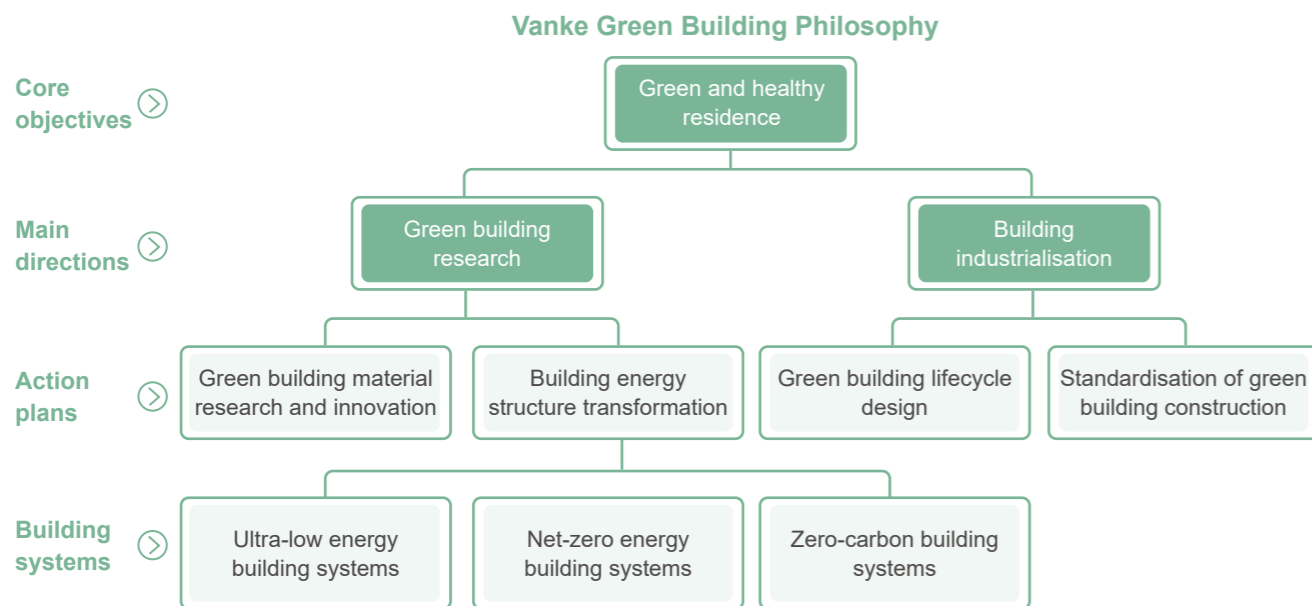 Vanke Green Building Philosophy
Core
objectives
Green and healthy
residence
Main
directions
Green building
research
Building
industrialisation
Action
plans
Green building material
research and innovation
Building energy
structure transformation
Green building lifecycle
design
Standardisation of green
building construction
Building
systems
Ultra-low energy
building systems
Net-zero energy
building systems
Zero-carbon building
systems